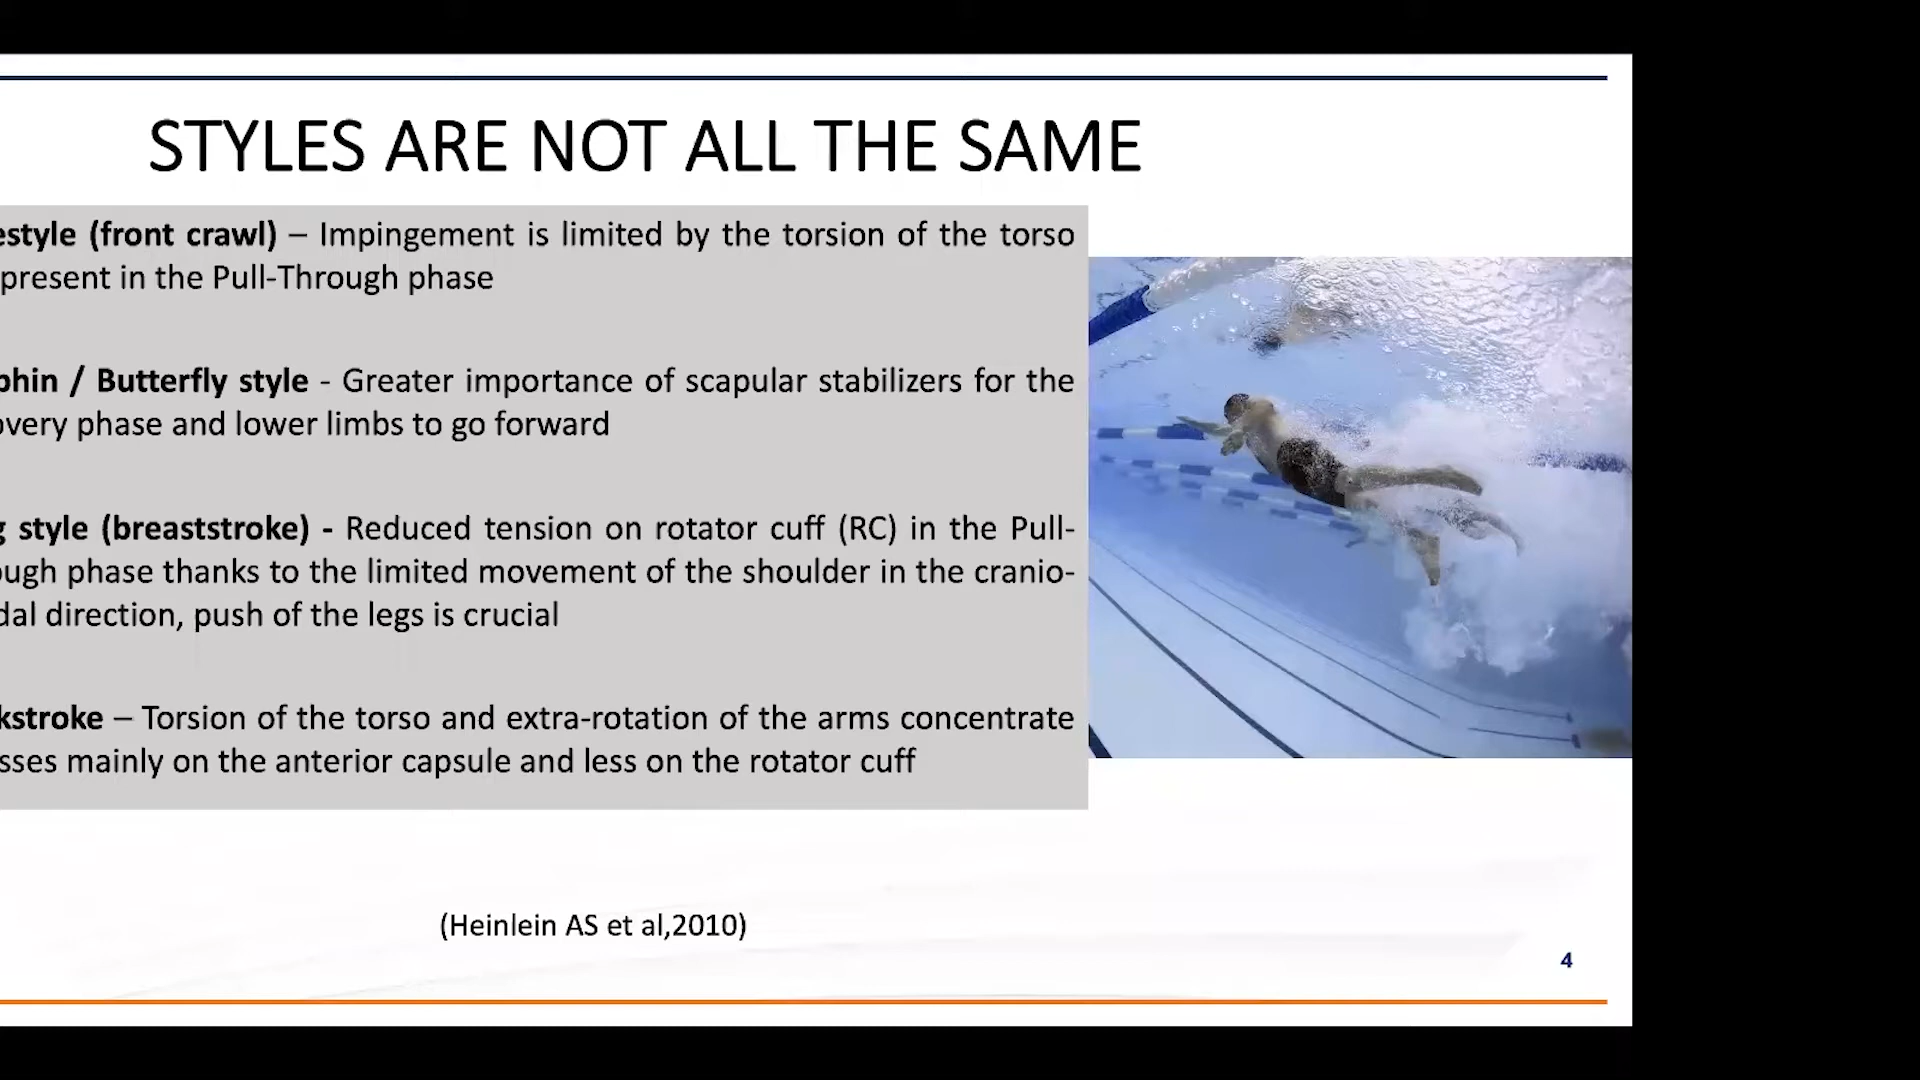 STYLES ARE NOT ALL THE SAME
estyle (front crawl) – Impingement is limited by the torsion of the torso
present in the Pull-Through phase
phin / Butterfly style - Greater importance of scapular stabilizers for the
overy phase and lower limbs to go forward
g style (breaststroke) - Reduced tension on rotator cuff (RC) in the Pull-
ough phase thanks to the limited movement of the shoulder in the cranio-
dal direction, push of the legs is crucial
kstroke – Torsion of the torso and extra-rotation of the arms concentrate
sses mainly on the anterior capsule and less on the rotator cuff
(Heinlein AS et al,2010)
4